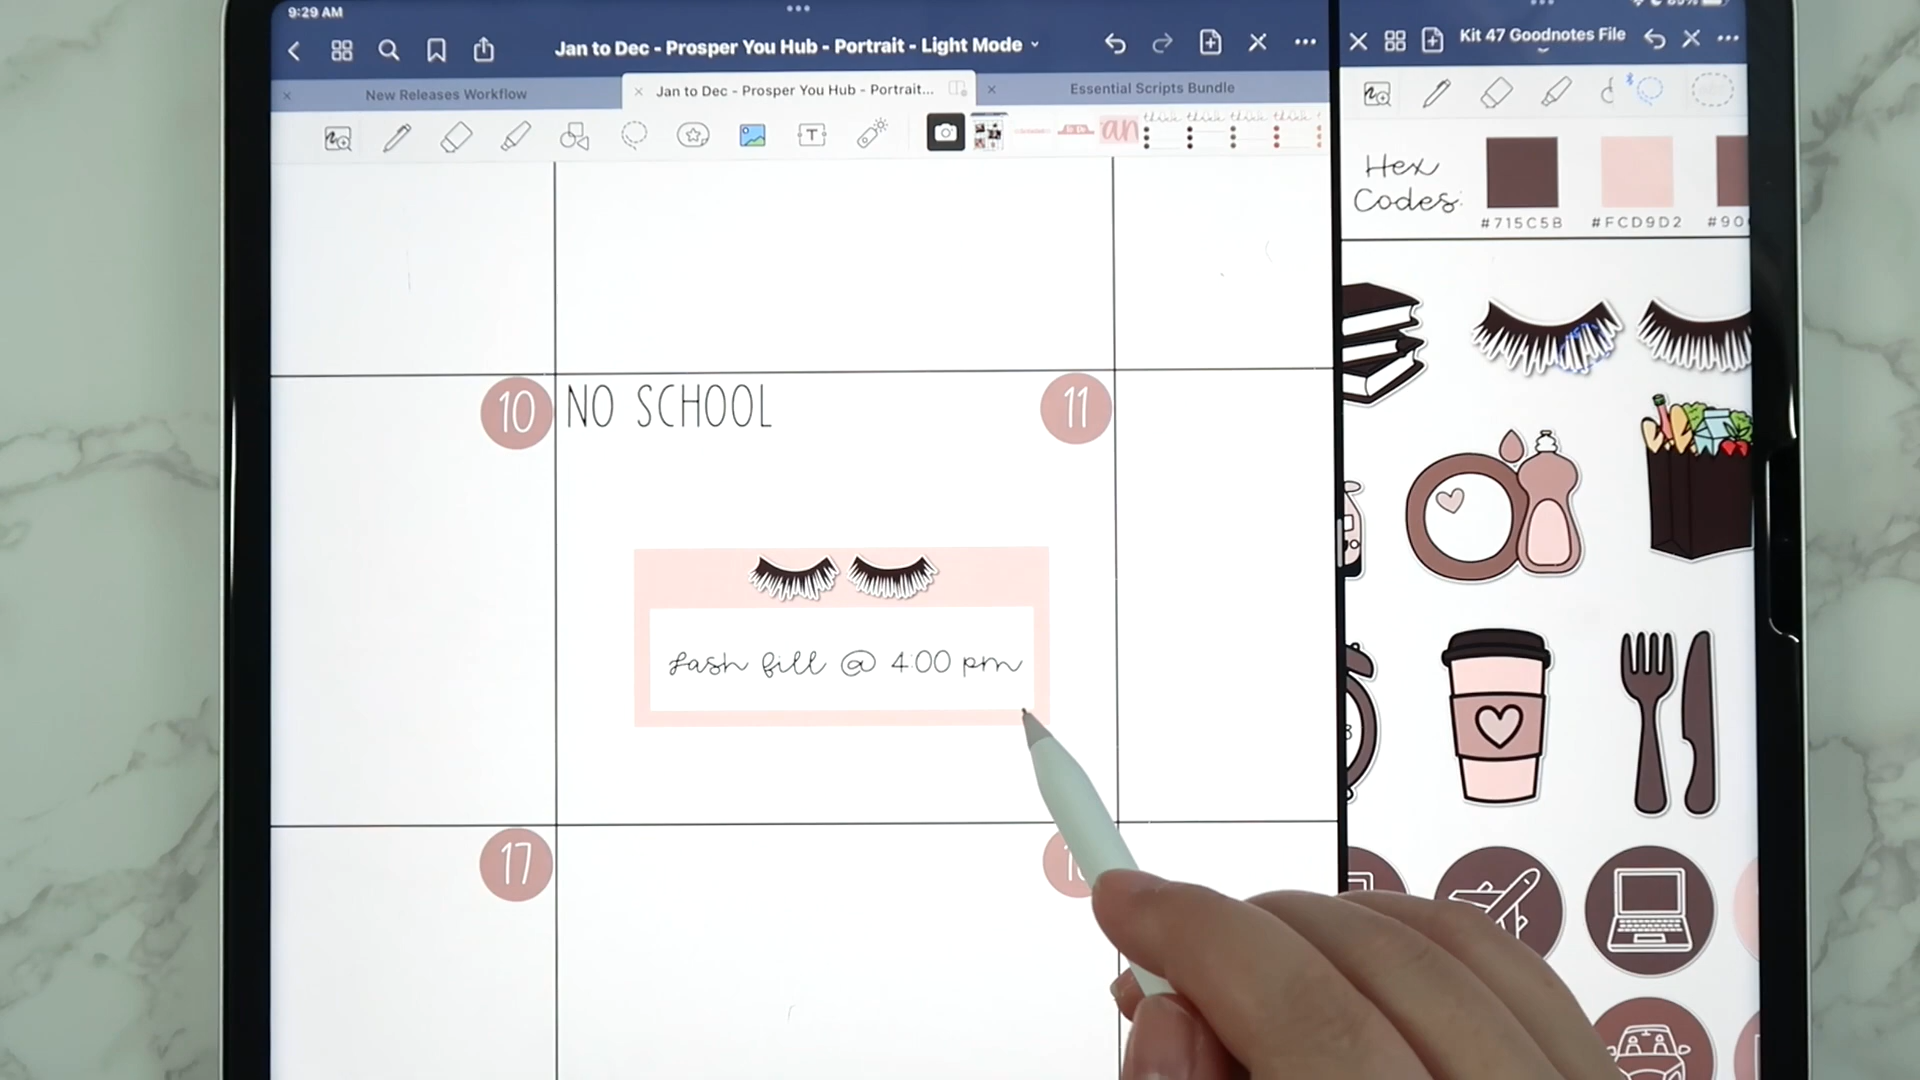 9:29 AM
Jan to Dec - Prosper You Hub - Portrait - Light Mode
Kit 47 Goodnotes File
New Releases Workflow
Jan to Dec - Prosper You Hub - Portrait...
Essential Scripts Bundle
Hex
Codes:
#715C5B
#FCD9D2
#90
10
NO SCHOOL
11
Lash fill @ 4:00 pm
17